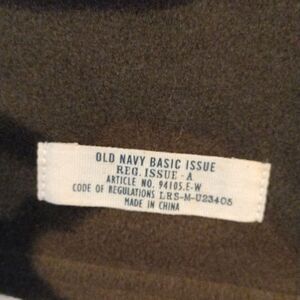 OLD NAVY BASIC ISSUE
REG. ISSUE - A
ARTICLE NO. 94105.E-W
CODE OF REGULATIONS LRS-M-U23405
MADE IN CHINA